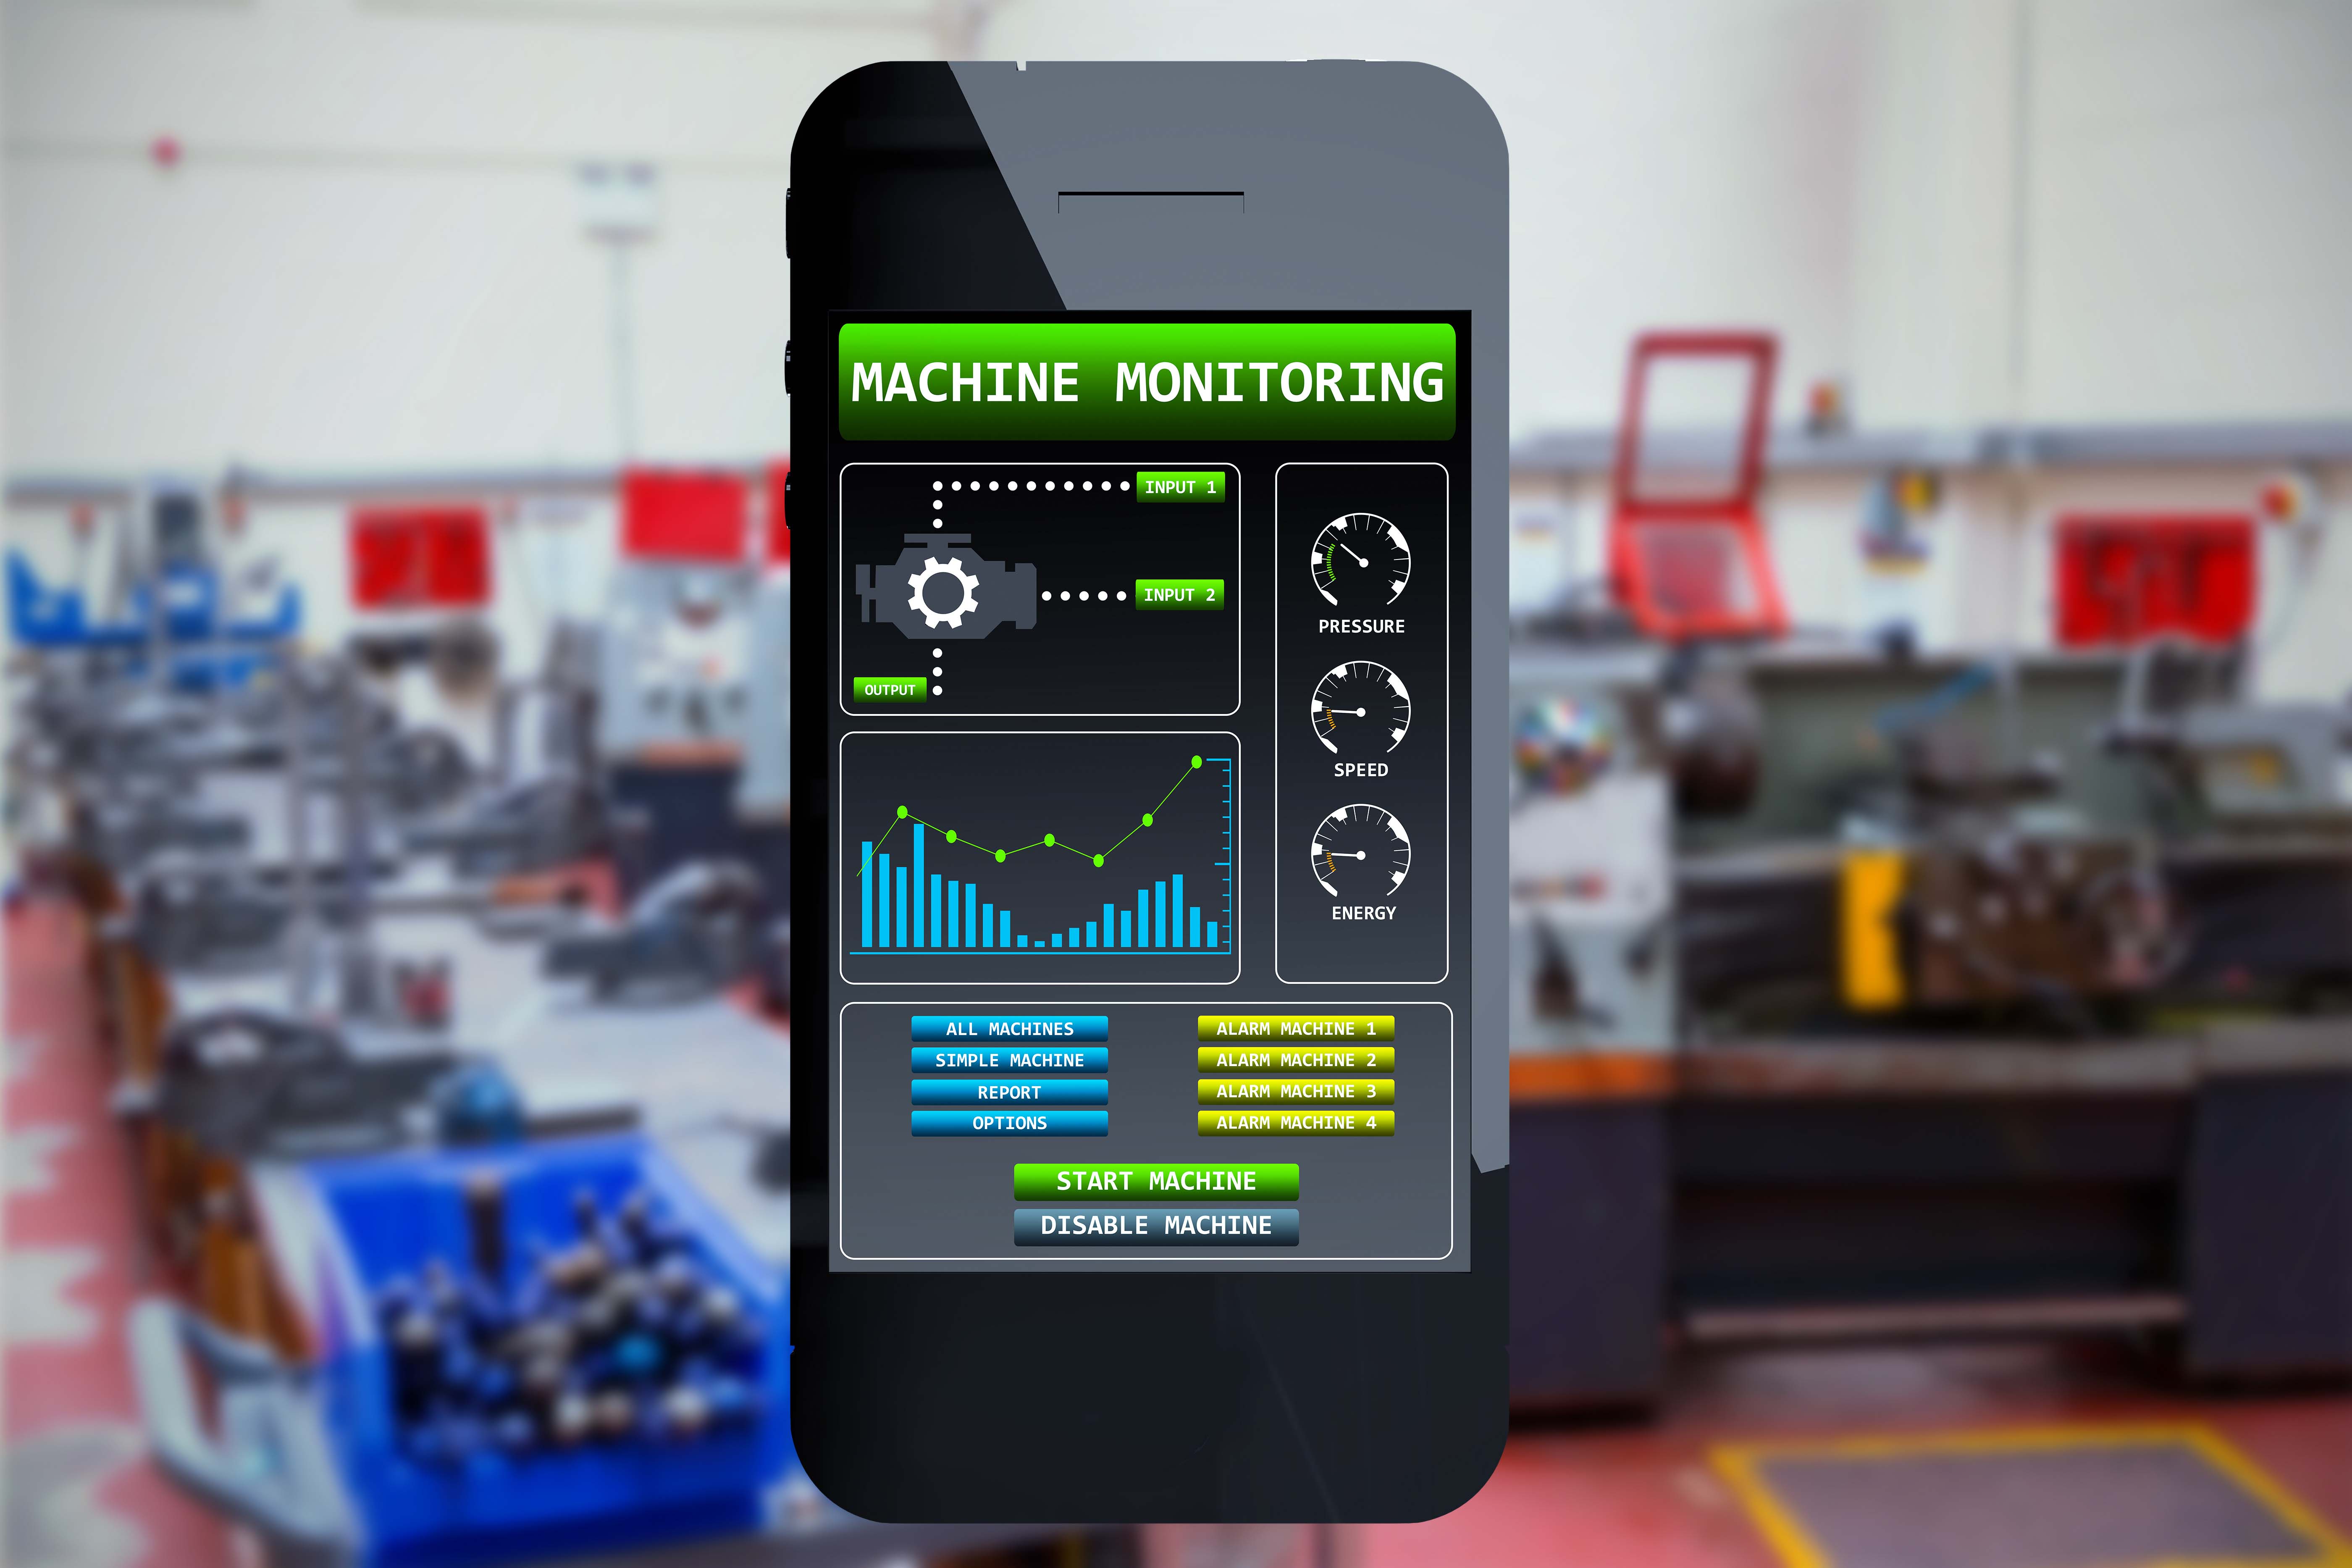 MACHINE MONITORING
INPUT 1
INPUT 2
OUTPUT
PRESSURE
SPEED
ENERGY
ALL MACHINES
SIMPLE MACHINE
REPORT
OPTIONS
ALARM MACHINE 1
ALARM MACHINE 2
ALARM MACHINE 3
ALARM MACHINE 4
START MACHINE
DISABLE MACHINE